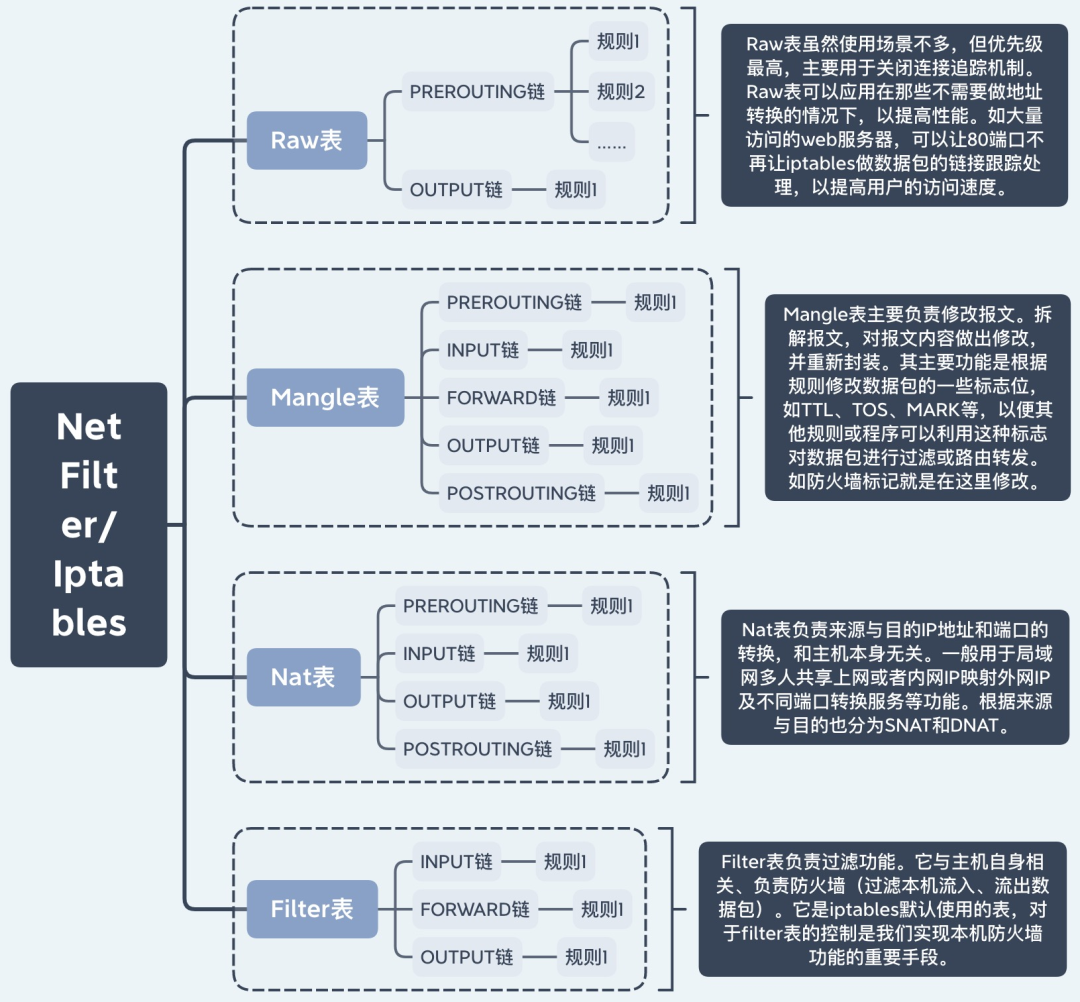 Net
Filt
er/
Ipta
bles
Raw表
PREROUTING链
规则1
规则2
......
OUTPUT链
规则1
Raw表虽然使用场景不多，但优先级
最高，主要用于关闭连接追踪机制。
Raw表可以应用在那些不需要做地址
转换的情况下，以提高性能。如大量
访问的web服务器，可以让80端口不
再让iptables做数据包的链接跟踪处
理，以提高用户的访问速度。
Mangle表
PREROUTING链
规则1
INPUT链
规则1
FORWARD链
规则1
OUTPUT链
规则1
POSTROUTING链
规则1
Mangle表主要负责修改报文。拆
解报文，对报文内容做出修改，
并重新封装。其主要功能是根据
规则修改数据包的一些标志位，
如TTL、TOS、MARK等，以便其
他规则或程序可以利用这种标志
对数据包进行过滤或路由转发。
如防火墙标记就是在这里修改。
Nat表
PREROUTING链
规则1
INPUT链
规则1
OUTPUT链
规则1
POSTROUTING链
规则1
Nat表负责来源与目的IP地址和端口的
转换，和主机本身无关。一般用于局域
网多人共享上网或者内网IP映射外网IP
及不同端口转换服务等功能。根据来源
与目的也分为SNAT和DNAT。
Filter表
INPUT链
规则1
FORWARD链
规则1
OUTPUT链
规则1
Filter表负责过滤功能。它与主机自身相
关、负责防火墙（过滤本机流入、流出数
据包）。它是iptables默认使用的表，对
于filter表的控制是我们实现本机防火墙
功能的重要手段。